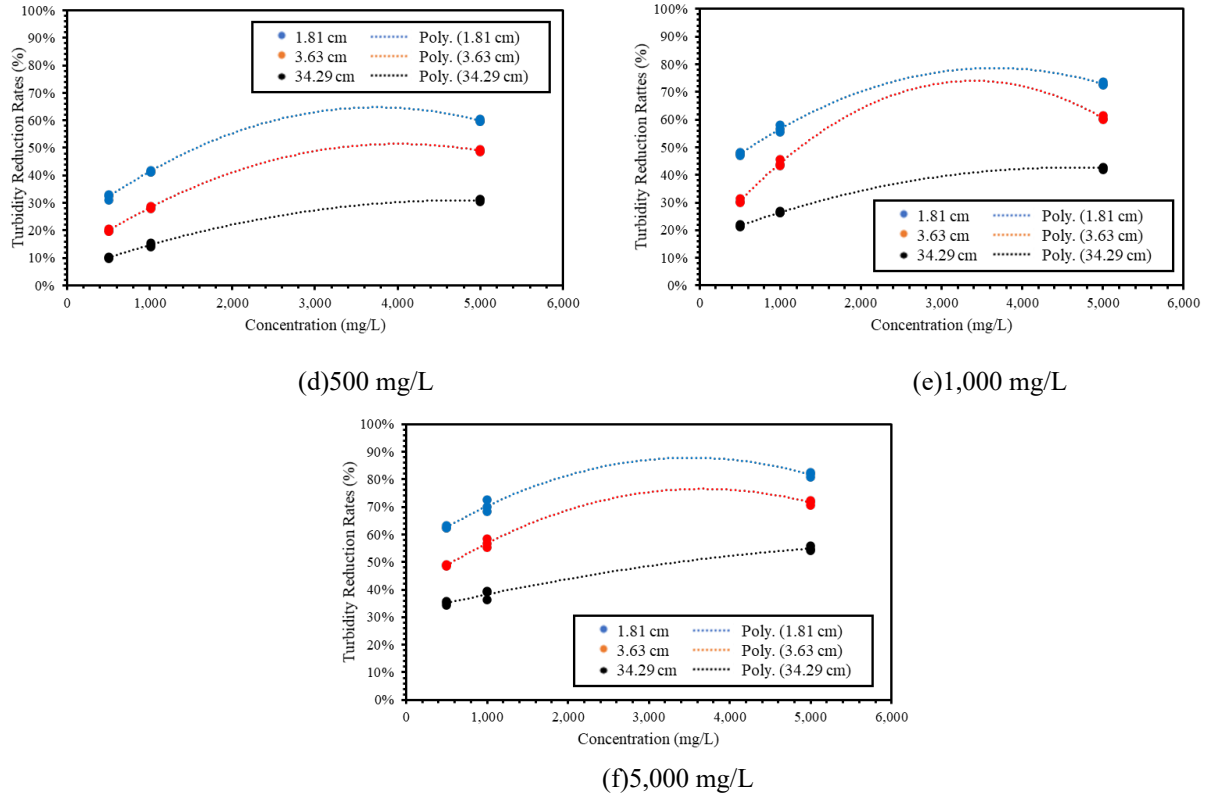 Turbidity Reduction Rates (%)
100%
90%
80%
70%
60%
50%
40%
30%
20%
10%
0%
1.81 cm Poly. (1.81 cm)
3.63 cm Poly. (3.63 cm)
34.29 cm Poly. (34.29 cm)
0 1,000 2,000 3,000 4,000 5,000 6,000
Concentration (mg/L)
(d)500 mg/L
Turbidity Reduction Rattes (%)
100%
90%
80%
70%
60%
50%
40%
30%
20%
10%
0%
1.81 cm Poly. (1.81 cm)
3.63 cm Poly. (3.63 cm)
34.29 cm Poly. (34.29 cm)
0 1,000 2,000 3,000 4,000 5,000 6,000
Concentration (mg/L)
(e)1,000 mg/L
Turbidity Reduction Rates (%)
100%
90%
80%
70%
60%
50%
40%
30%
20%
10%
0%
1.81 cm Poly. (1.81 cm)
3.63 cm Poly. (3.63 cm)
34.29 cm Poly. (34.29 cm)
0 1,000 2,000 3,000 4,000 5,000 6,000
Concentration (mg/L)
(f)5,000 mg/L